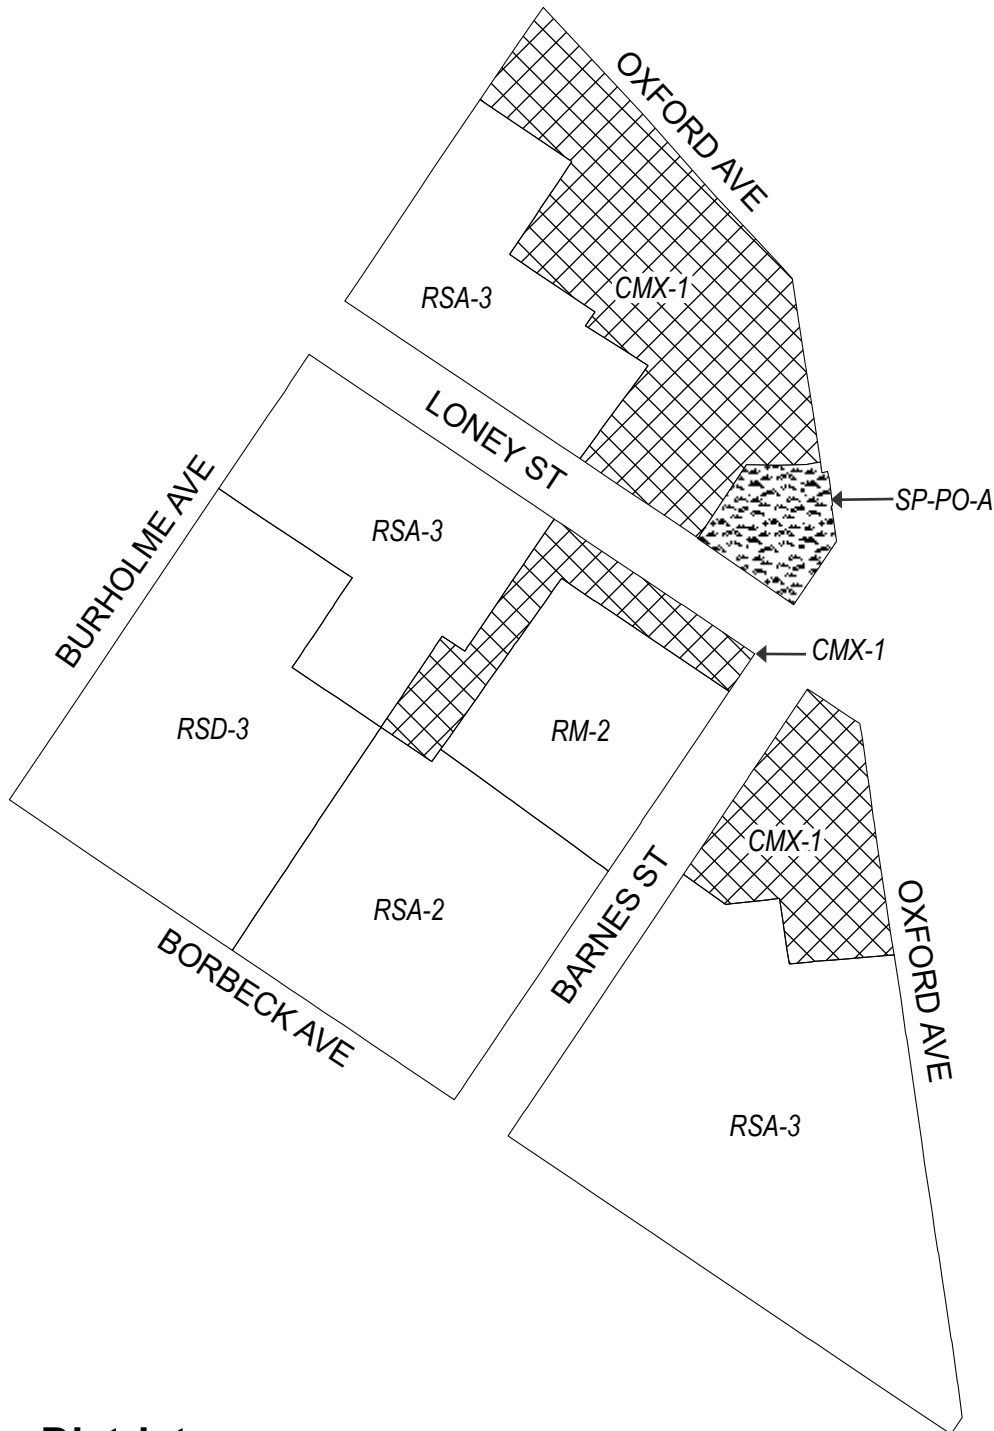 OXFORD AVE
CMX-1
RSA-3
LONEY ST
SP-PO-A
BURHOLME AVE
RSA-3
CMX-1
RSD-3
RM-2
CMX-1
BARNES ST
RSA-2
OXFORD AVE
BORBECK AVE
RSA-3